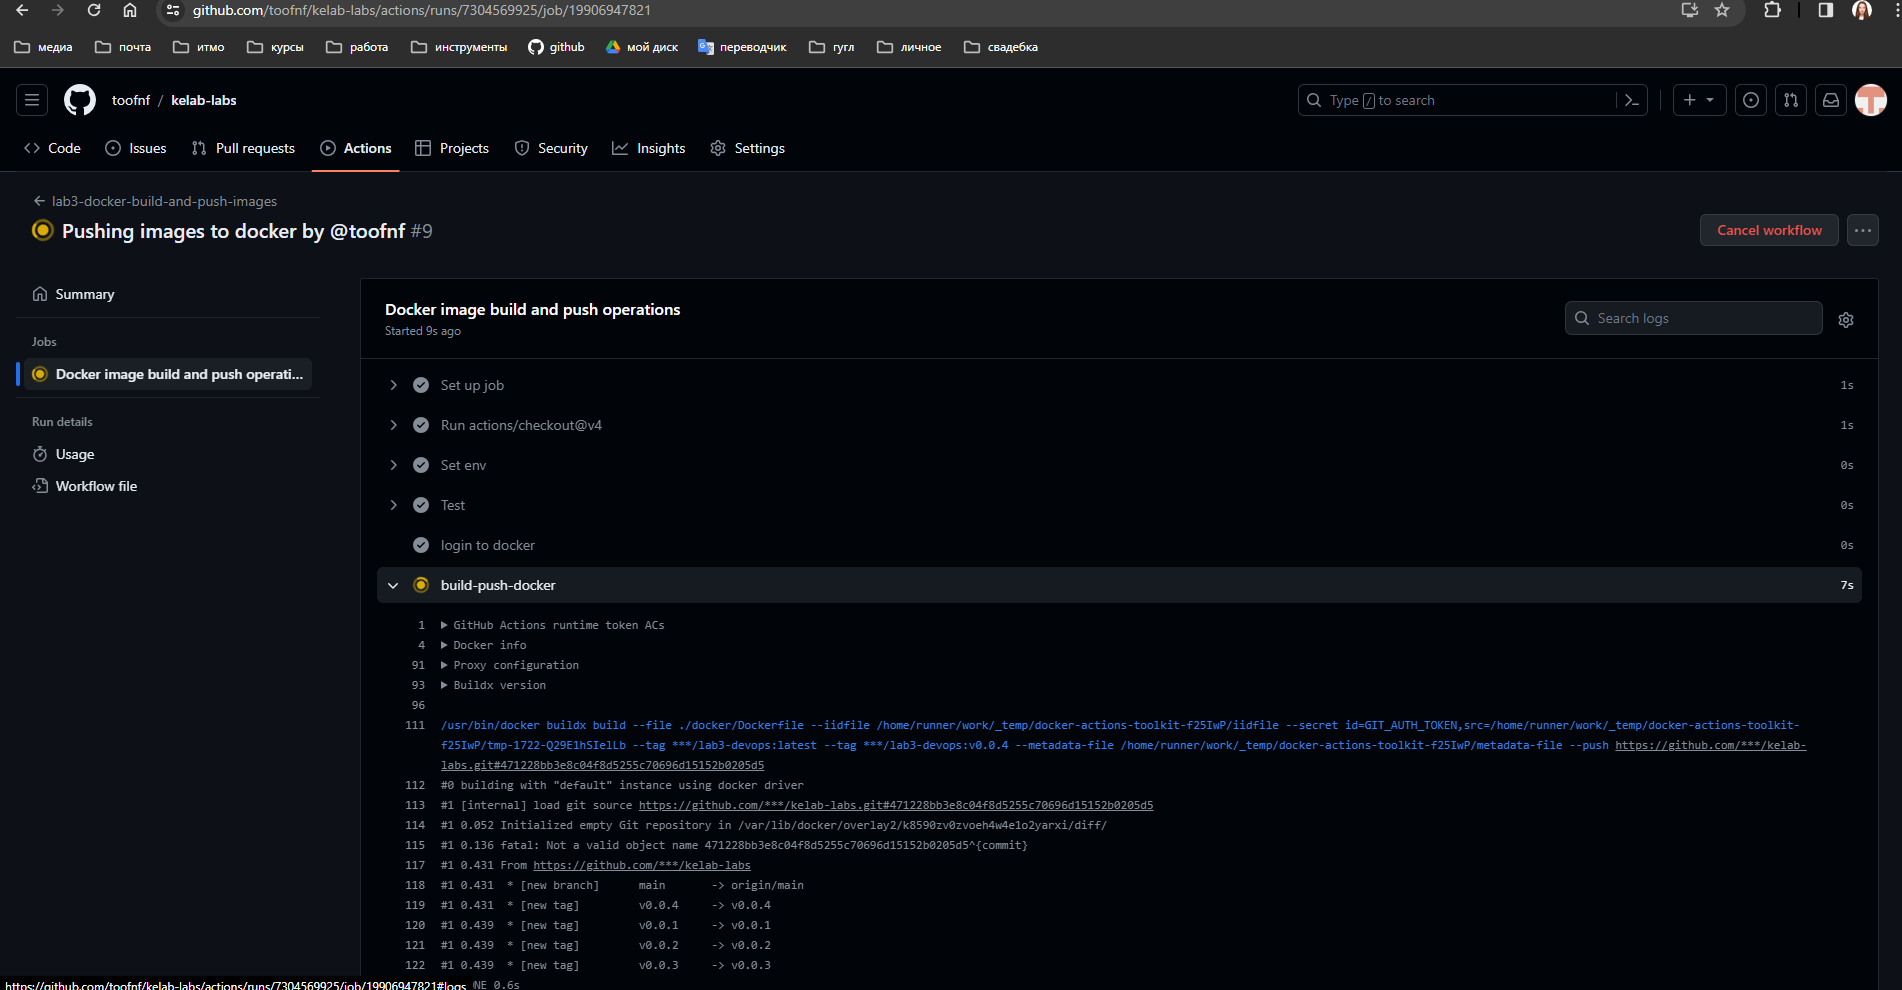 github.com/toofnf/kelab-labs/actions/runs/7304569925/job/19906947821
медиа почта итмо курсы работа инструменты github мой диск переводчик гугл личное свадебка
toofnf / kelab-labs
Type / to search
Code Issues Pull requests Actions Projects Security Insights Settings
lab3-docker-build-and-push-images
Pushing images to docker by @toofnf #9
Cancel workflow
Summary
Jobs
Docker image build and push operati...
Run details
Usage
Workflow file
Docker image build and push operations
Started 9s ago
Search logs
Set up job 1s
Run actions/checkout@v4 1s
Set env 0s
Test 0s
login to docker 0s
build-push-docker 7s
1 GitHub Actions runtime token ACs
4 Docker info
91 Proxy configuration
93 Buildx version
96
111 /usr/bin/docker buildx build --file ./docker/Dockerfile --iidfile /home/runner/work/_temp/docker-actions-toolkit-f25IwP/iidfile --secret id=GIT_AUTH_TOKEN,src=/home/runner/work/_temp/docker-actions-toolkit-
f25IwP/tmp-1722-Q29E1hSIelLb --tag ***/lab3-devops:latest --tag ***/lab3-devops:v0.0.4 --metadata-file /home/runner/work/_temp/docker-actions-toolkit-f25IwP/metadata-file --push https://github.com/***/kelab-
labs.git#471228bb3e8c04f8d5255c70696d15152b0205d5
112 #0 building with "default" instance using docker driver
113 #1 [internal] load git source https://github.com/***/kelab-labs.git#471228bb3e8c04f8d5255c70696d15152b0205d5
114 #1 0.052 Initialized empty Git repository in /var/lib/docker/overlay2/k8590zv0zvoeh4w4e1o2yarxi/diff/
115 #1 0.136 fatal: Not a valid object name 471228bb3e8c04f8d5255c70696d15152b0205d5^{commit}
117 #1 0.431 From https://github.com/***/kelab-labs
118 #1 0.431 * [new branch] main -> origin/main
119 #1 0.431 * [new tag] v0.0.4 -> v0.0.4
120 #1 0.439 * [new tag] v0.0.1 -> v0.0.1
121 #1 0.439 * [new tag] v0.0.2 -> v0.0.2
122 #1 0.439 * [new tag] v0.0.3 -> v0.0.3
https://github.com/toofnf/kelab-labs/actions/runs/7304569925/job/19906947821#logs NE 0.6s